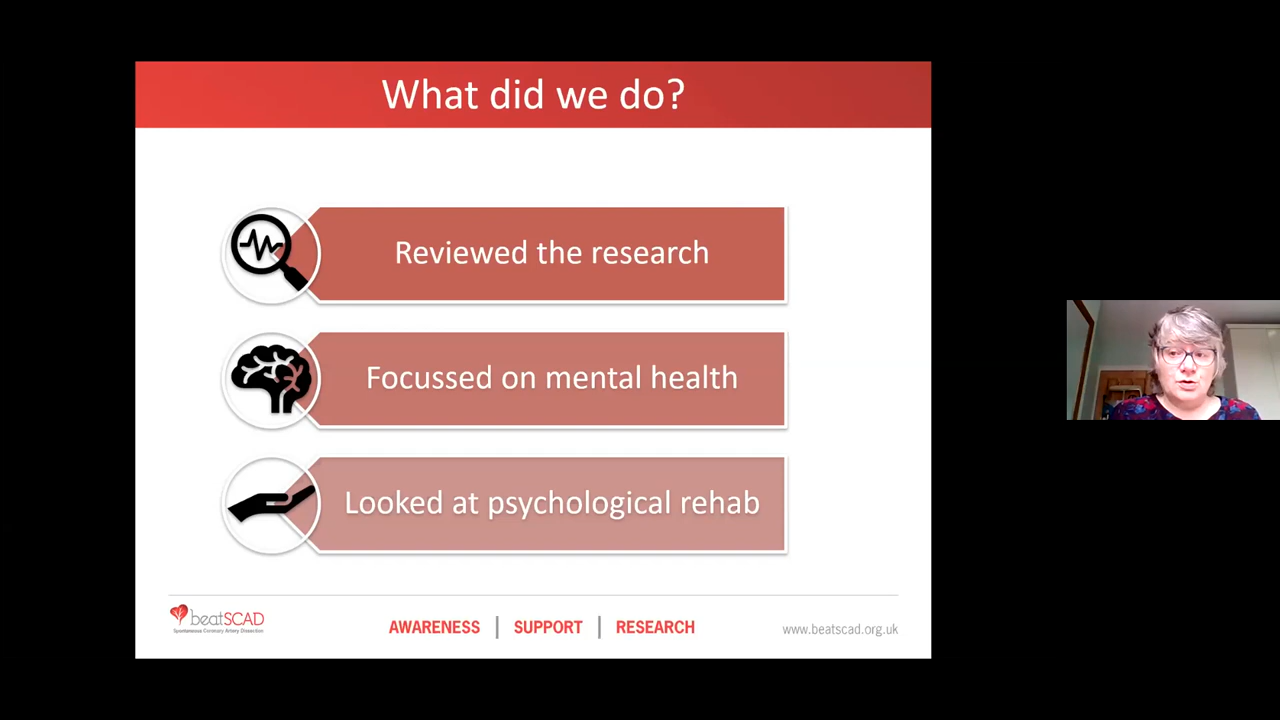 What did we do?
Reviewed the research
Focussed on mental health
Looked at psychological rehab
beatSCAD
Spontaneous Coronary Artery Dissection
AWARENESS | SUPPORT | RESEARCH
www.beatscad.org.uk